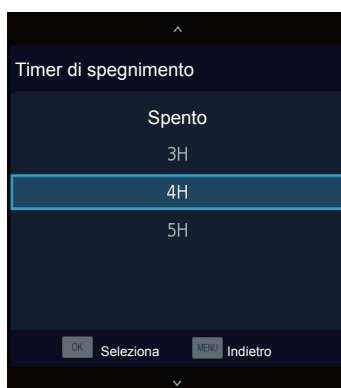 Timer di spegnimento
Spento
3H
4H
5H
OK Seleziona MENU Indietro